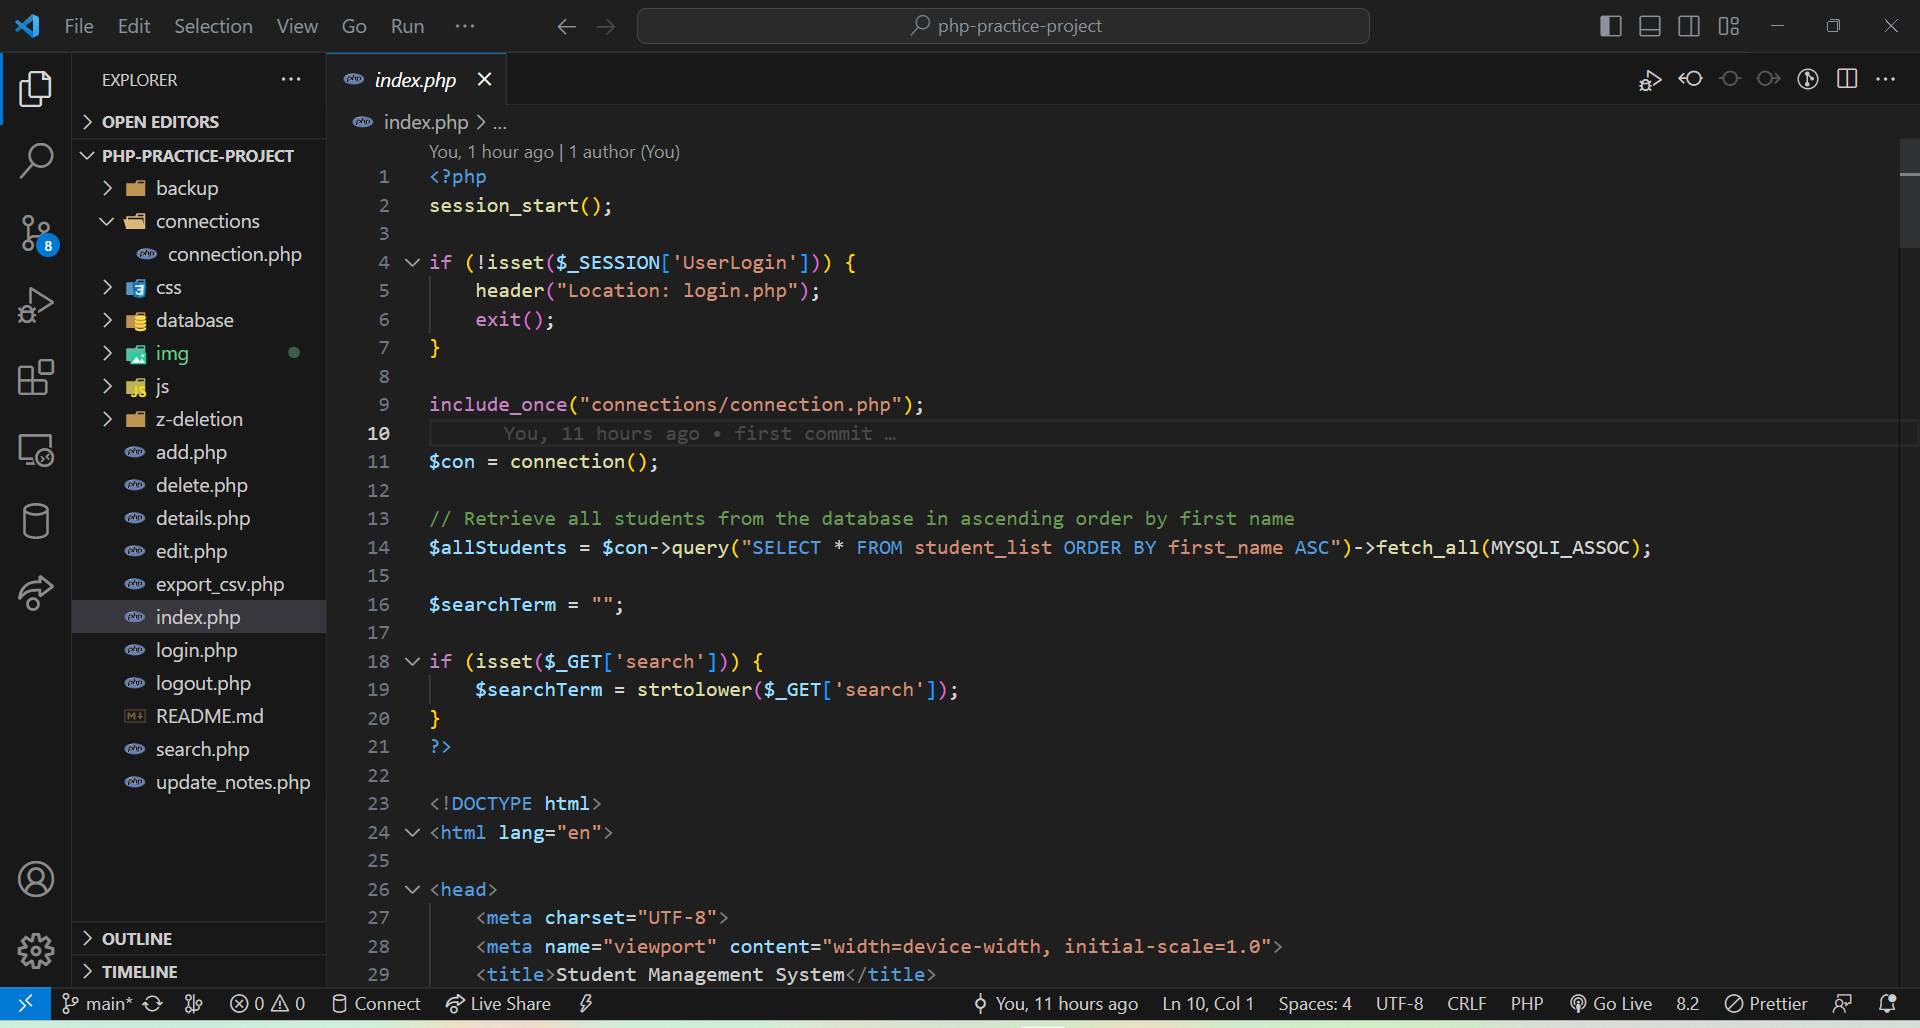 File Edit Selection View Go Run ...
php-practice-project
EXPLORER ...
OPEN EDITORS
PHP-PRACTICE-PROJECT
backup
connections
connection.php
css
database
img
js
z-deletion
add.php
delete.php
details.php
edit.php
export_csv.php
index.php
login.php
logout.php
README.md
search.php
update_notes.php
OUTLINE
TIMELINE
8
index.php
index.php > ...
You, 1 hour ago | 1 author (You)
1 <?php
2 session_start();
3
4 if (!isset($_SESSION['UserLogin'])) {
5     header("Location: login.php");
6     exit();
7 }
8
9 include_once("connections/connection.php");
10 You, 11 hours ago • first commit …
11 $con = connection();
12
13 // Retrieve all students from the database in ascending order by first name
14 $allStudents = $con->query("SELECT * FROM student_list ORDER BY first_name ASC")->fetch_all(MYSQLI_ASSOC);
15
16 $searchTerm = "";
17
18 if (isset($_GET['search'])) {
19     $searchTerm = strtolower($_GET['search']);
20 }
21 ?>
22
23 <!DOCTYPE html>
24 <html lang="en">
25
26 <head>
27     <meta charset="UTF-8">
28     <meta name="viewport" content="width=device-width, initial-scale=1.0">
29     <title>Student Management System</title>
main* 0 0 Connect Live Share You, 11 hours ago Ln 10, Col 1 Spaces: 4 UTF-8 CRLF PHP Go Live 8.2 Prettier